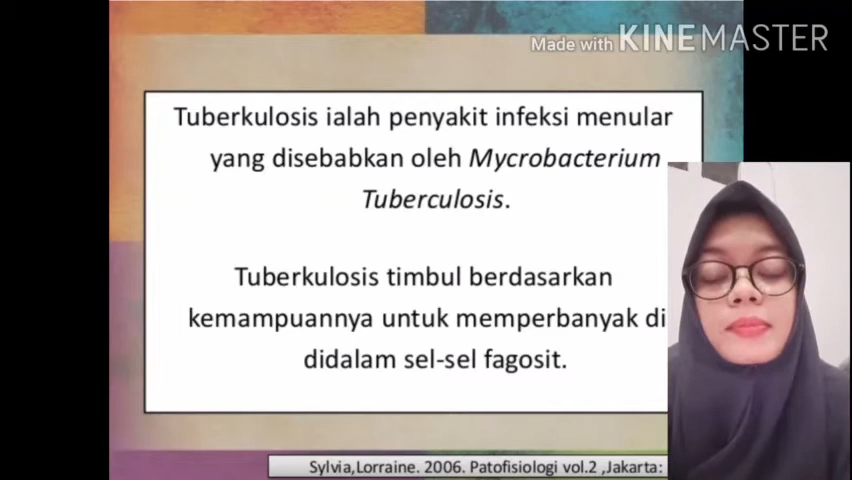 Made with KINEMASTER
Tuberkulosis ialah penyakit infeksi menular
yang disebabkan oleh Mycrobacterium
Tuberculosis.
Tuberkulosis timbul berdasarkan
kemampuannya untuk memperbanyak di
didalam sel-sel fagosit.
Sylvia,Lorraine. 2006. Patofisiologi vol.2 ,Jakarta: